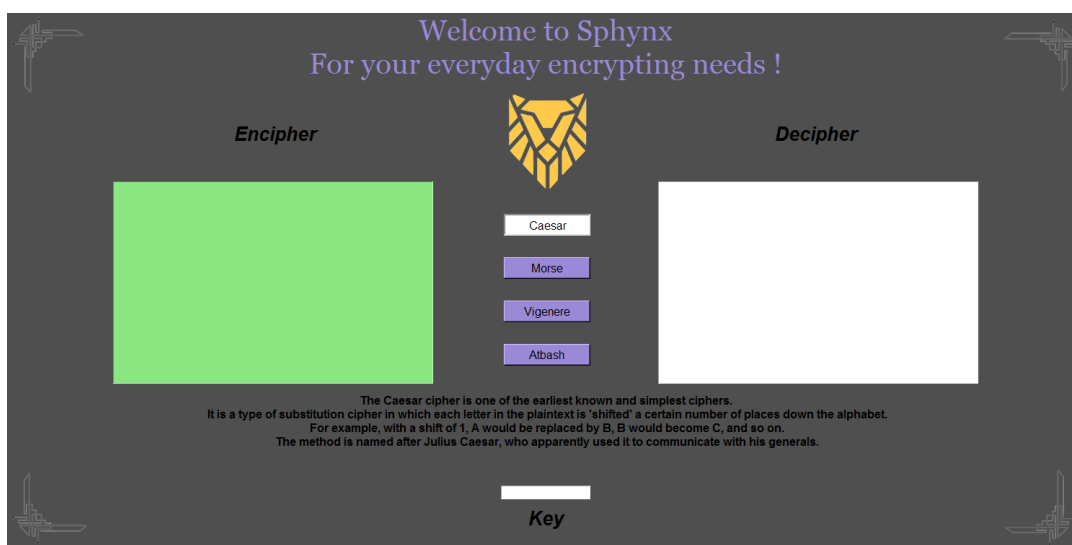 Welcome to Sphynx
For your everyday encrypting needs !
Encipher
Decipher
Caesar
Morse
Vigenere
Atbash
The Caesar cipher is one of the earliest known and simplest ciphers.
It is a type of substitution cipher in which each letter in the plaintext is 'shifted' a certain number of places down the alphabet.
For example, with a shift of 1, A would be replaced by B, B would become C, and so on.
The method is named after Julius Caesar, who apparently used it to communicate with his generals.
Key